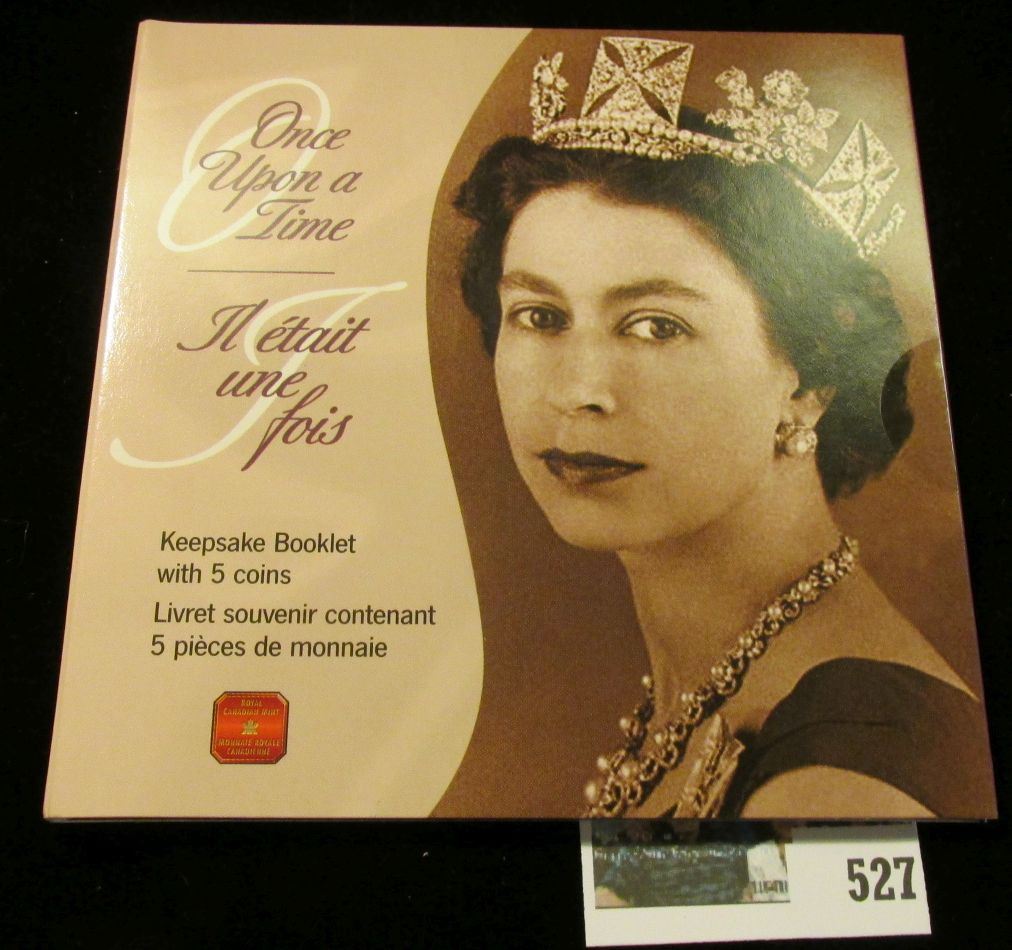 Once
Upon a
Time
Il était
une
fois
Keepsake Booklet
with 5 coins
Livret souvenir contenant
5 pièces de monnaie
ROYAL
CANADIAN MINT
MONNAIE ROYALE
CANADIENNE
527